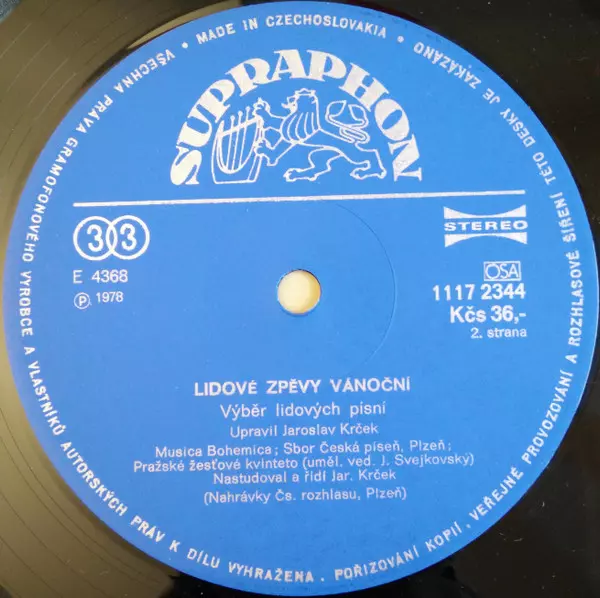 VŠECHNA PRÁVA GRAMOFONOVÉHO VÝROBCE A VLASTNÍKŮ AUTORSKÝCH PRÁV K DÍLU VYHRAŽENA. POŘIZOVÁNÍ KOPIÍ, VEŘEJNÉ PROVOZOVÁNÍ A ROZHLASOVÉ ŠÍŘENÍ TÉTO DESKY JE ZAKÁZÁNO • MADE IN CZECHOSLOVAKIA •
SUPRAPHON
33
STEREO
E 4368
Ⓟ 1978
OSA
1117 2344
Kčs 36,-
2. strana
LIDOVÉ ZPĚVY VÁNOČNÍ
Výběr lidových písní
Upravil Jaroslav Krček
Musica Bohemica; Sbor Česká píseň, Plzeň;
Pražské žesťové kvinteto (uměl. ved. J. Svejkovský)
Nastudoval a řídí Jar. Krček
(Nahrávky Čs. rozhlasu, Plzeň)